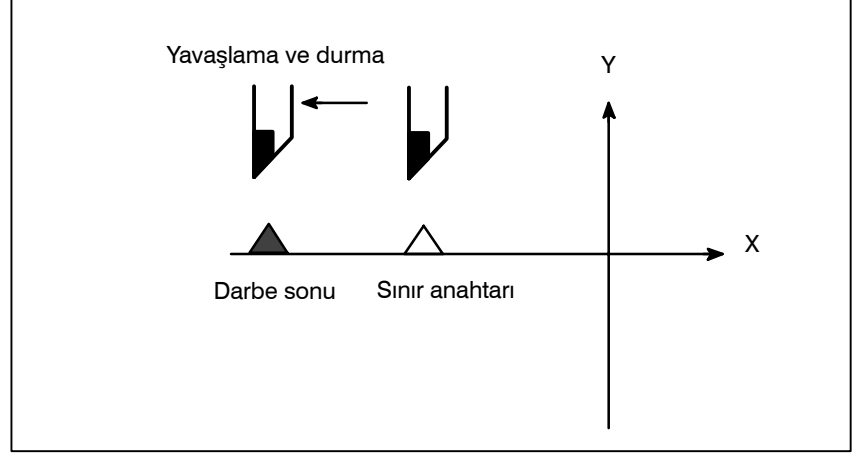 Yavaşlama ve durma
Y
X
Darbe sonu
Sınır anahtarı